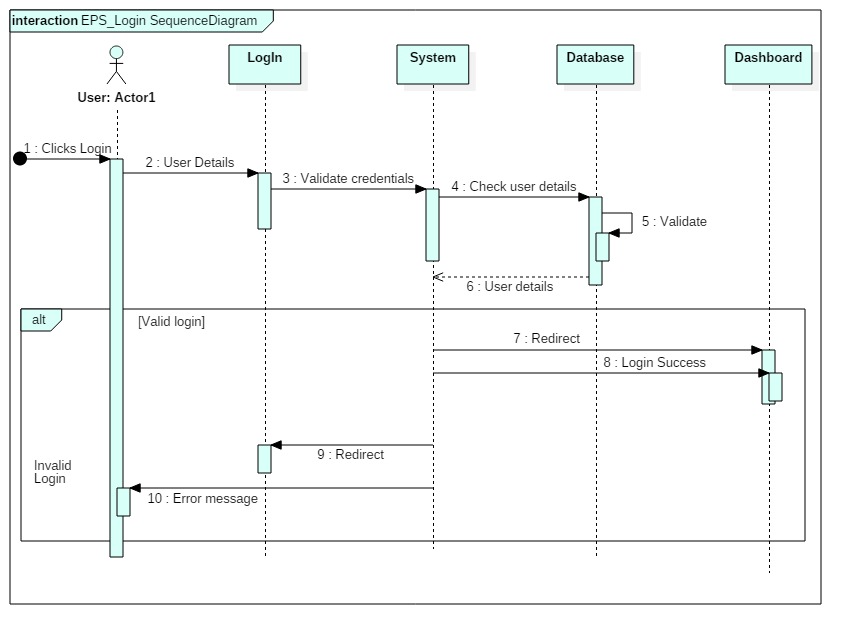 interaction EPS_Login SequenceDiagram
LogIn
System
Database
Dashboard
User: Actor1
1 : Clicks Login
2 : User Details
3 : Validate credentials
4 : Check user details
5 : Validate
6 : User details
alt
[Valid login]
7 : Redirect
8 : Login Success
9 : Redirect
Invalid
Login
10 : Error message